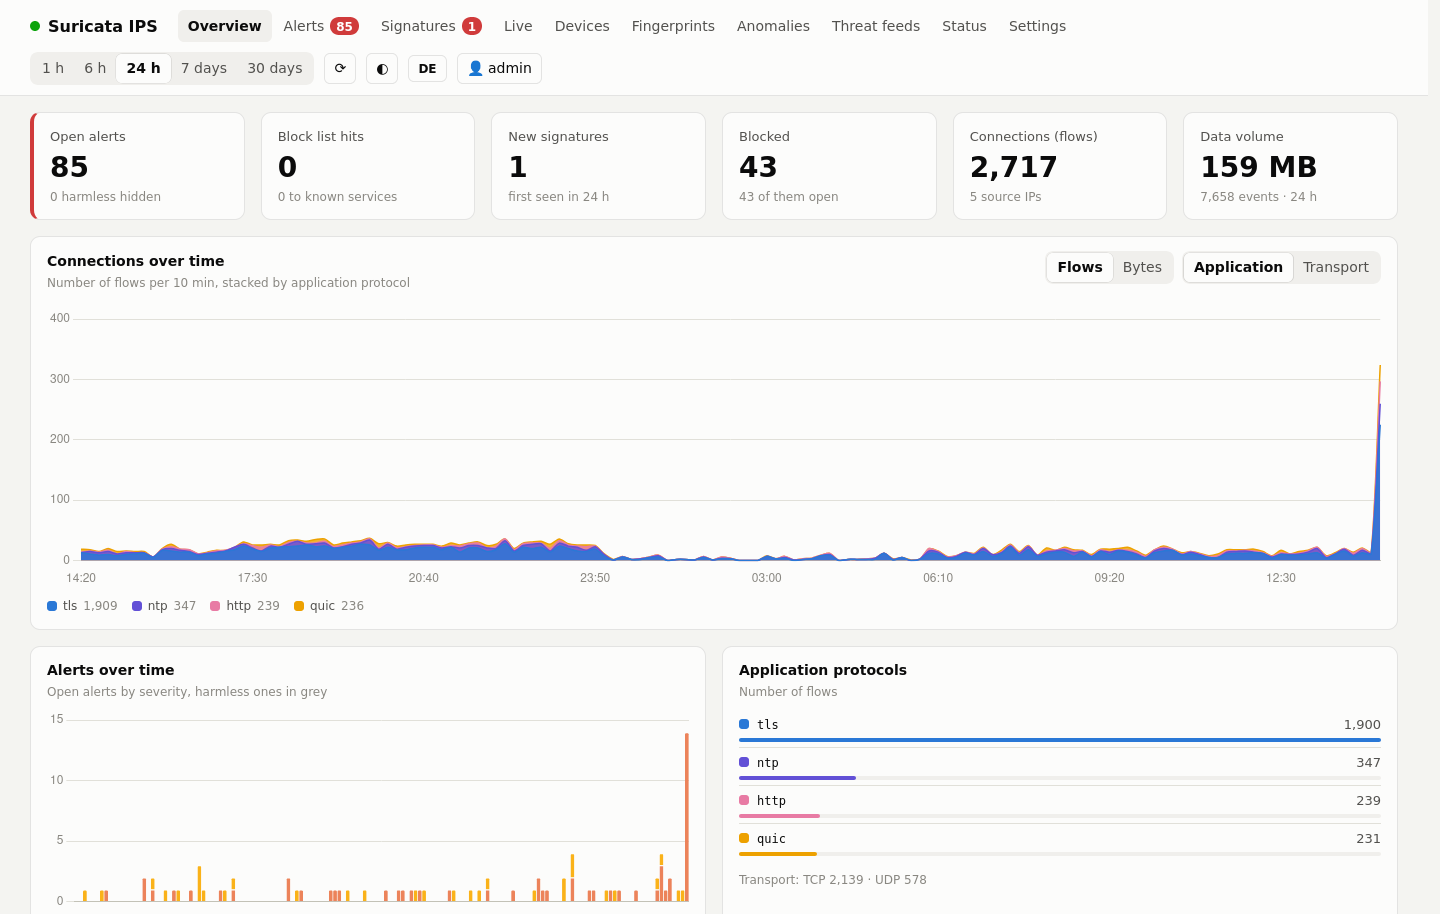 Suricata IPS Overview Alerts 85 Signatures 1 Live Devices Fingerprints Anomalies Threat feeds Status Settings
1 h 6 h 24 h 7 days 30 days DE admin
Open alerts
85
0 harmless hidden
Block list hits
0
0 to known services
New signatures
1
first seen in 24 h
Blocked
43
43 of them open
Connections (flows)
2,717
5 source IPs
Data volume
159 MB
7,658 events · 24 h
Connections over time
Number of flows per 10 min, stacked by application protocol
Flows Bytes Application Transport
400
300
200
100
0
14:20 17:30 20:40 23:50 03:00 06:10 09:20 12:30
tls 1,909 ntp 347 http 239 quic 236
Alerts over time
Open alerts by severity, harmless ones in grey
15
10
5
0
Application protocols
Number of flows
tls 1,900
ntp 347
http 239
quic 231
Transport: TCP 2,139 · UDP 578